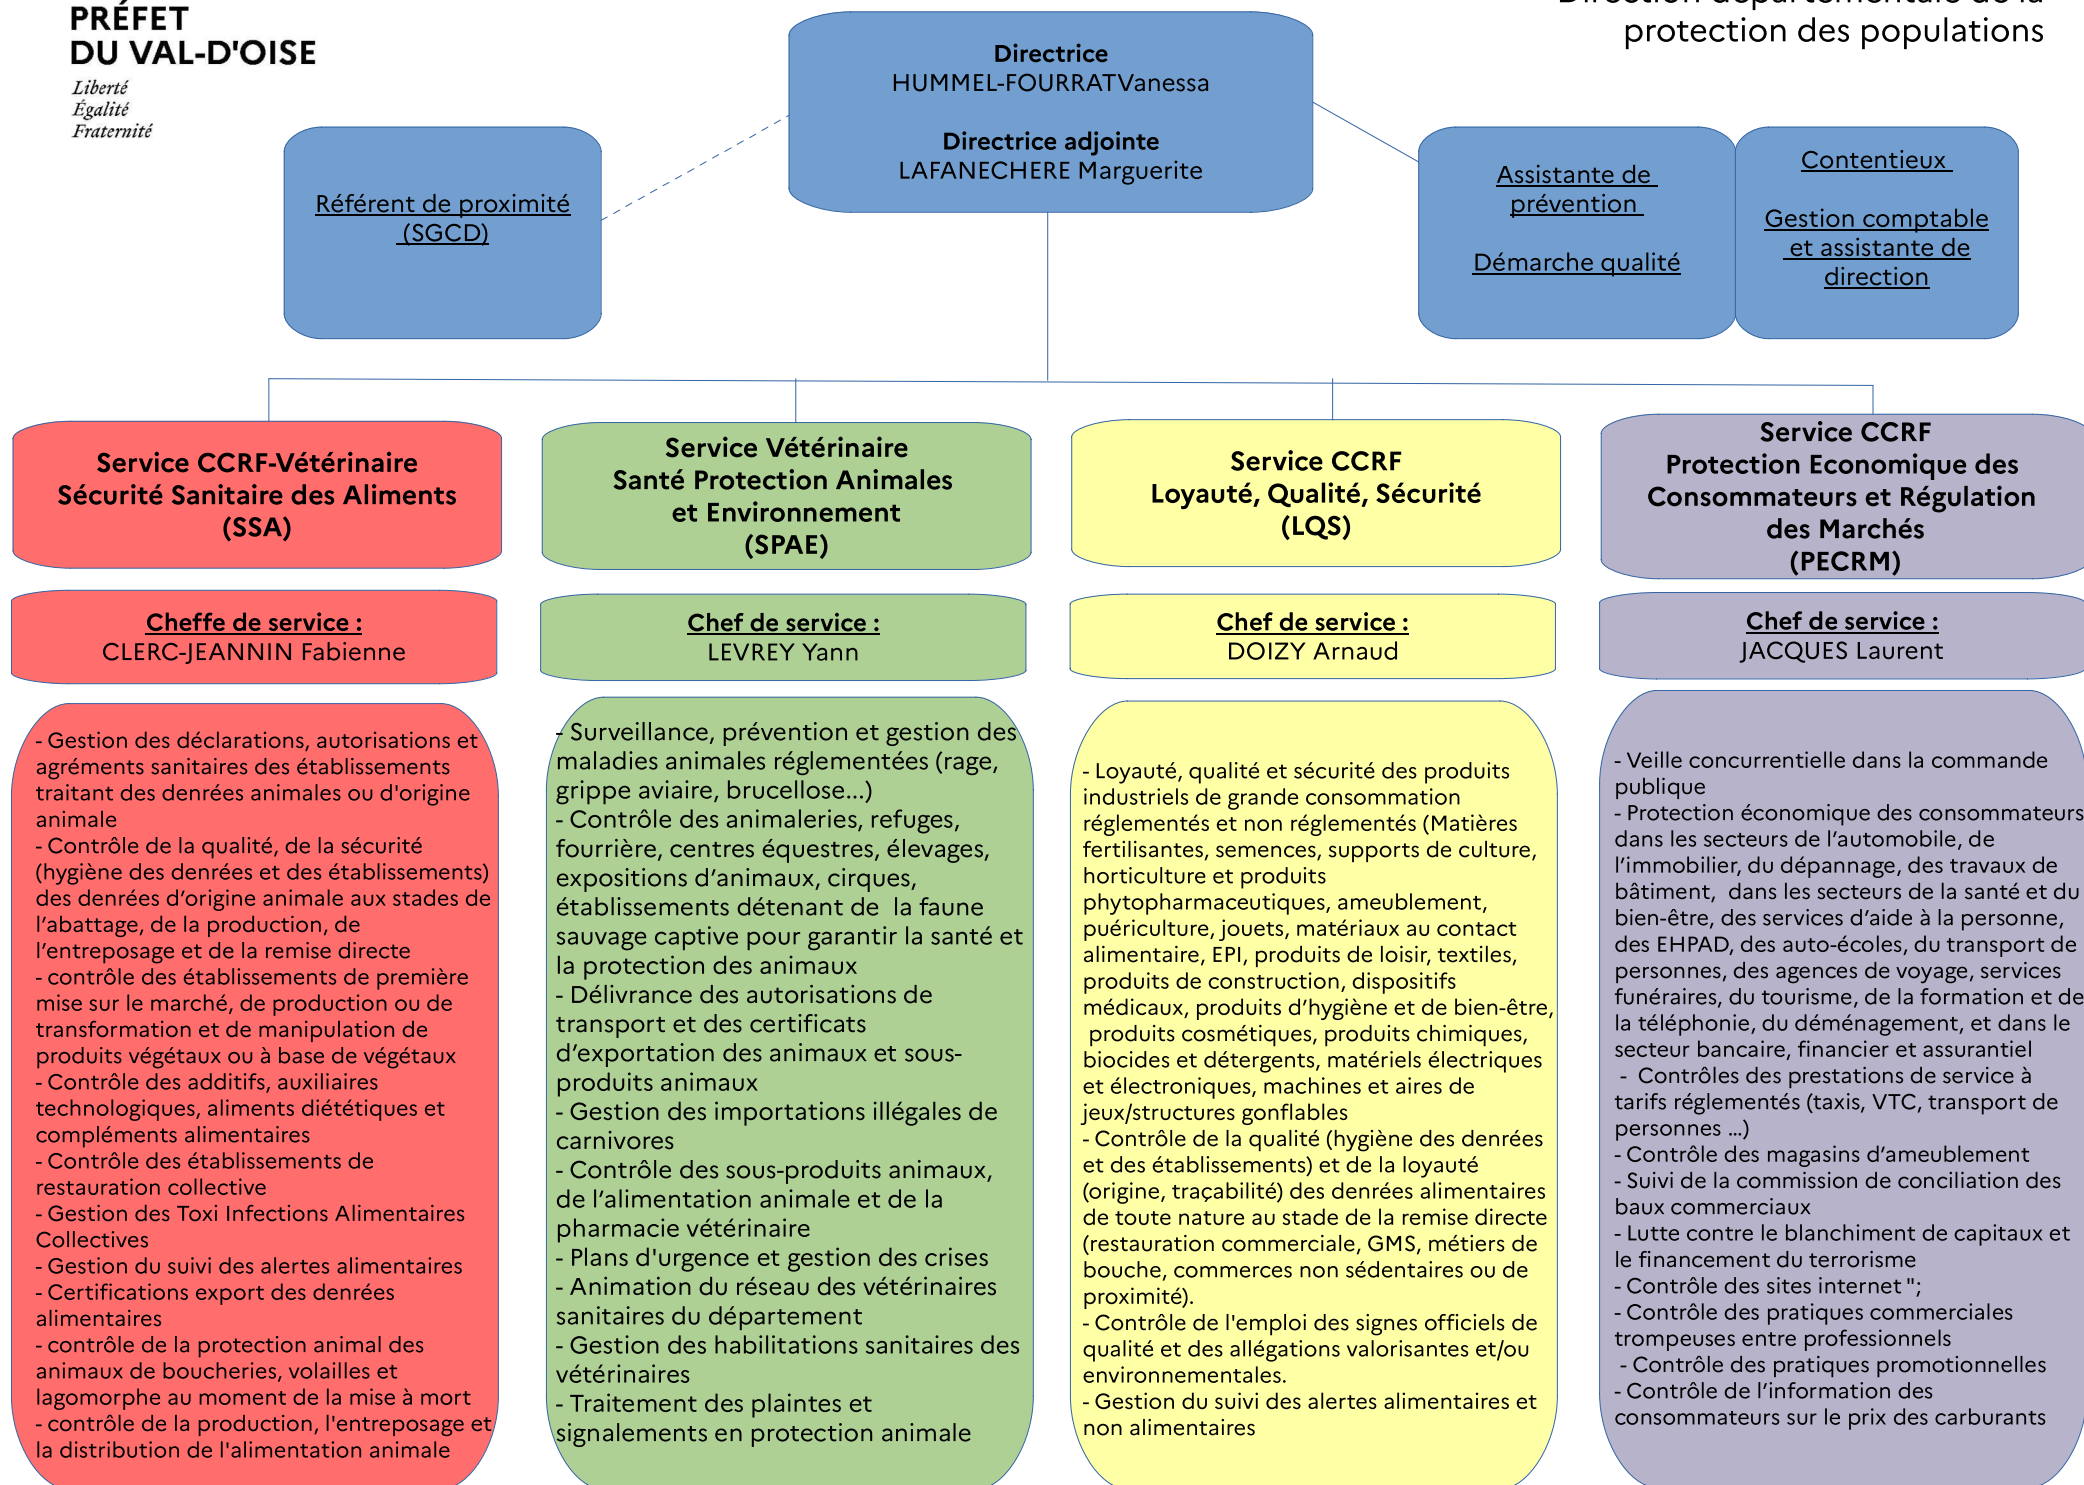 PRÉFET
DU VAL-D'OISE
Liberté
Égalité
Fraternité
Direction départementale de la
protection des populations
Directrice
HUMMEL-FOURRATVanessa
Directrice adjointe
LAFANECHERE Marguerite
Référent de proximité
(SGCD)
Assistante de
prévention
Démarche qualité
Contentieux
Gestion comptable
et assistante de
direction
Service CCRF-Vétérinaire
Sécurité Sanitaire des Aliments
(SSA)
Cheffe de service :
CLERC-JEANNIN Fabienne
- Gestion des déclarations, autorisations et
agréments sanitaires des établissements
traitant des denrées animales ou d'origine
animale
- Contrôle de la qualité, de la sécurité
(hygiène des denrées et des établissements)
des denrées d’origine animale aux stades de
l’abattage, de la production, de
l’entreposage et de la remise directe
- contrôle des établissements de première
mise sur le marché, de production ou de
transformation et de manipulation de
produits végétaux ou à base de végétaux
- Contrôle des additifs, auxiliaires
technologiques, aliments diététiques et
compléments alimentaires
- Contrôle des établissements de
restauration collective
- Gestion des Toxi Infections Alimentaires
Collectives
- Gestion du suivi des alertes alimentaires
- Certifications export des denrées
alimentaires
- contrôle de la protection animal des
animaux de boucheries, volailles et
lagomorphe au moment de la mise à mort
- contrôle de la production, l'entreposage et
la distribution de l'alimentation animale
Service Vétérinaire
Santé Protection Animales
et Environnement
(SPAE)
Chef de service :
LEVREY Yann
- Surveillance, prévention et gestion des
maladies animales réglementées (rage,
grippe aviaire, brucellose...)
- Contrôle des animaleries, refuges,
fourrière, centres équestres, élevages,
expositions d’animaux, cirques,
établissements détenant de  la faune
sauvage captive pour garantir la santé et
la protection des animaux
- Délivrance des autorisations de
transport et des certificats
d’exportation des animaux et sous-
produits animaux
- Gestion des importations illégales de
carnivores
- Contrôle des sous-produits animaux,
de l’alimentation animale et de la
pharmacie vétérinaire
- Plans d'urgence et gestion des crises
- Animation du réseau des vétérinaires
sanitaires du département
- Gestion des habilitations sanitaires des
vétérinaires
- Traitement des plaintes et
signalements en protection animale
Service CCRF
Loyauté, Qualité, Sécurité
(LQS)
Chef de service :
DOIZY Arnaud
- Loyauté, qualité et sécurité des produits
industriels de grande consommation
réglementés et non réglementés (Matières
fertilisantes, semences, supports de culture,
horticulture et produits
phytopharmaceutiques, ameublement,
puériculture, jouets, matériaux au contact
alimentaire, EPI, produits de loisir, textiles,
produits de construction, dispositifs
médicaux, produits d’hygiène et de bien-être,
produits cosmétiques, produits chimiques,
biocides et détergents, matériels électriques
et électroniques, machines et aires de
jeux/structures gonflables
- Contrôle de la qualité (hygiène des denrées
et des établissements) et de la loyauté
(origine, traçabilité) des denrées alimentaires
de toute nature au stade de la remise directe
(restauration commerciale, GMS, métiers de
bouche, commerces non sédentaires ou de
proximité).
- Contrôle de l'emploi des signes officiels de
qualité et des allégations valorisantes et/ou
environnementales.
- Gestion du suivi des alertes alimentaires et
non alimentaires
Service CCRF
Protection Economique des
Consommateurs et Régulation
des Marchés
(PECRM)
Chef de service :
JACQUES Laurent
- Veille concurrentielle dans la commande
publique
- Protection économique des consommateurs
dans les secteurs de l’automobile, de
l’immobilier, du dépannage, des travaux de
bâtiment,  dans les secteurs de la santé et du
bien-être, des services d’aide à la personne,
des EHPAD, des auto-écoles, du transport de
personnes, des agences de voyage, services
funéraires, du tourisme, de la formation et de
la téléphonie, du déménagement, et dans le
secteur bancaire, financier et assurantiel
-  Contrôles des prestations de service à
tarifs réglementés (taxis, VTC, transport de
personnes …)
- Contrôle des magasins d’ameublement
- Suivi de la commission de conciliation des
baux commerciaux
- Lutte contre le blanchiment de capitaux et
le financement du terrorisme
- Contrôle des sites internet ";
- Contrôle des pratiques commerciales
trompeuses entre professionnels
- Contrôle des pratiques promotionnelles
- Contrôle de l’information des
consommateurs sur le prix des carburants